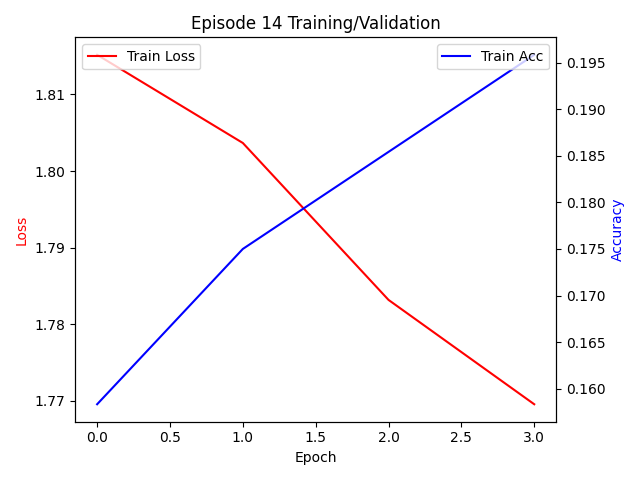 Episode 14 Training/Validation
Train Loss
Train Acc
Loss
1.81
1.80
1.79
1.78
1.77
0.195
0.190
0.185
0.180
0.175
0.170
0.165
0.160
Accuracy
0.0 0.5 1.0 1.5 2.0 2.5 3.0
Epoch